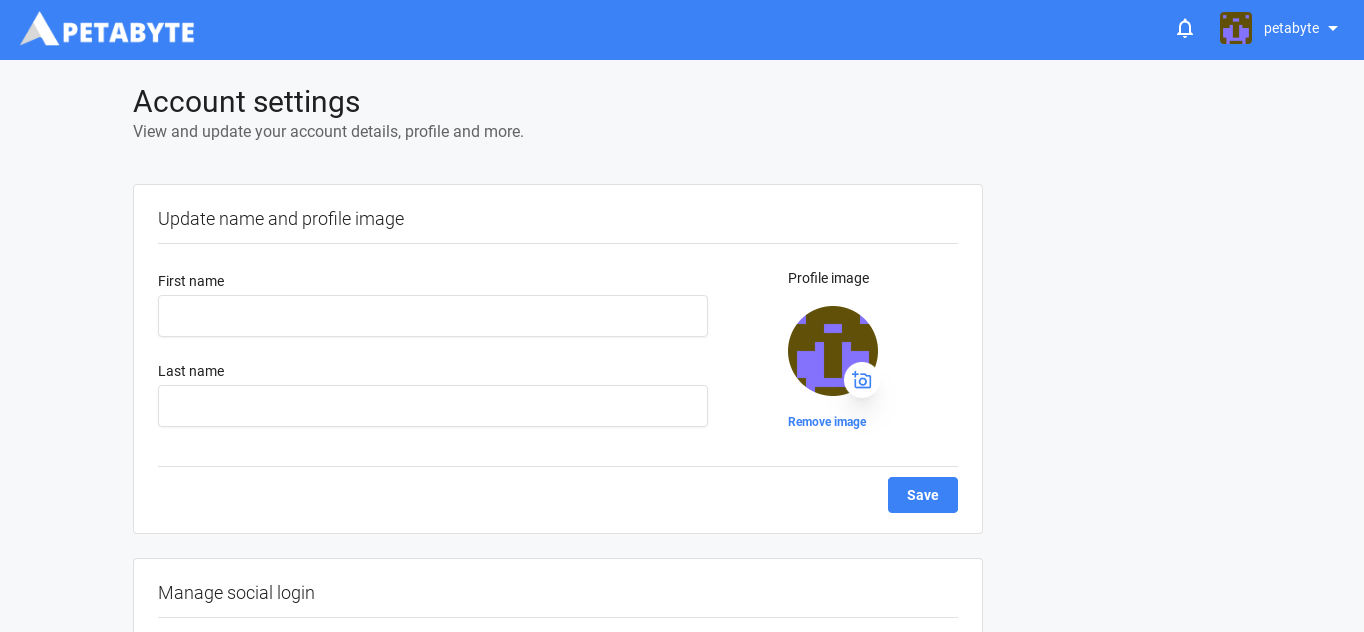 PETABYTE
petabyte
Account settings
View and update your account details, profile and more.
Update name and profile image
First name
Profile image
Last name
Remove image
Save
Manage social login